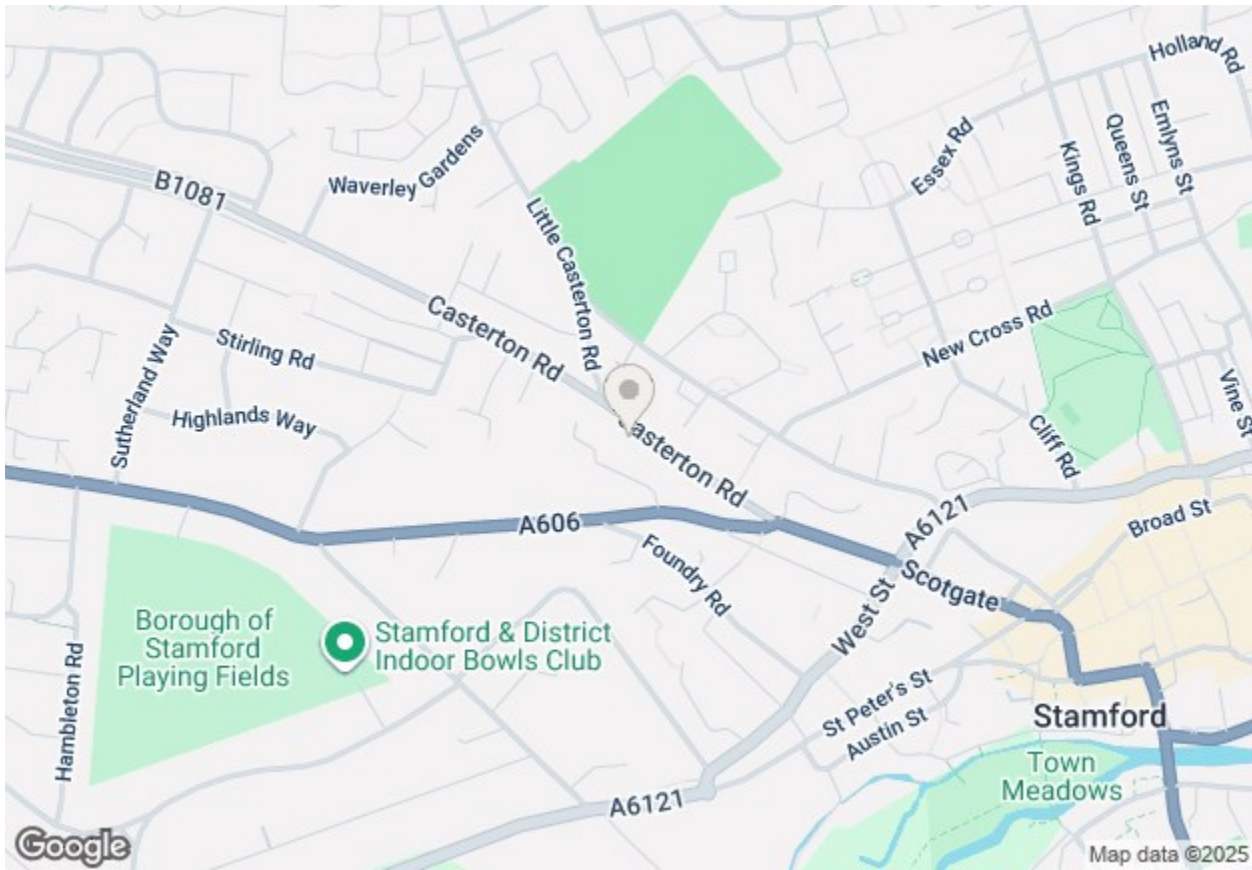 Holland Rd
Emlyns St
Queens St
Essex Rd
Kings Rd
Waverley Gardens
B1081
Little Casterton Rd
Casterton Rd
New Cross Rd
Stirling Rd
Sutherland Way
Highlands Way
Vine St
Cliff Rd
Casterton Rd
A6121
Broad St
A606
Foundry Rd
Scotgate
West St
Borough of
Stamford
Playing Fields
Stamford & District
Indoor Bowls Club
Hambleton Rd
St Peter's St
Austin St
Stamford
Town
Meadows
A6121
Google
Map data ©2025